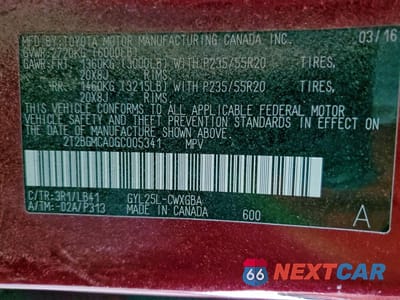 MFD.BY:TOYOTA MOTOR MANUFACTURING CANADA, INC. 03/16
GVWR:2720KG (6000LB)
GAWR:FRT. 1360KG (3000LB) WITH P235/55R20 TIRES,
20X8J RIMS
RR. 1460KG (3215LB) WITH P235/55R20 TIRES,
20X8J RIMS
THIS VEHICLE CONFORMS TO ALL APPLICABLE FEDERAL MOTOR
VEHICLE SAFETY STANDARDS IN EFFECT ON THE DATE OF
MANUFACTURE SHOWN ABOVE.
2T2BGMCA0GC005341 MPV
C/TR:3R1/LB41 GYL25L-CWXGBA
A/TM:-D2A/P313 MADE IN CANADA 600 A
66 NEXTCAR